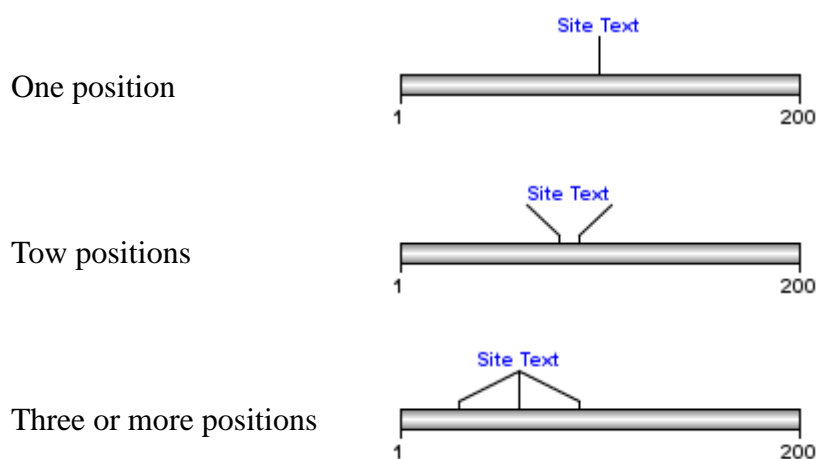 Site Text
One position
1 200
Site Text
Tow positions
1 200
Site Text
Three or more positions
1 200